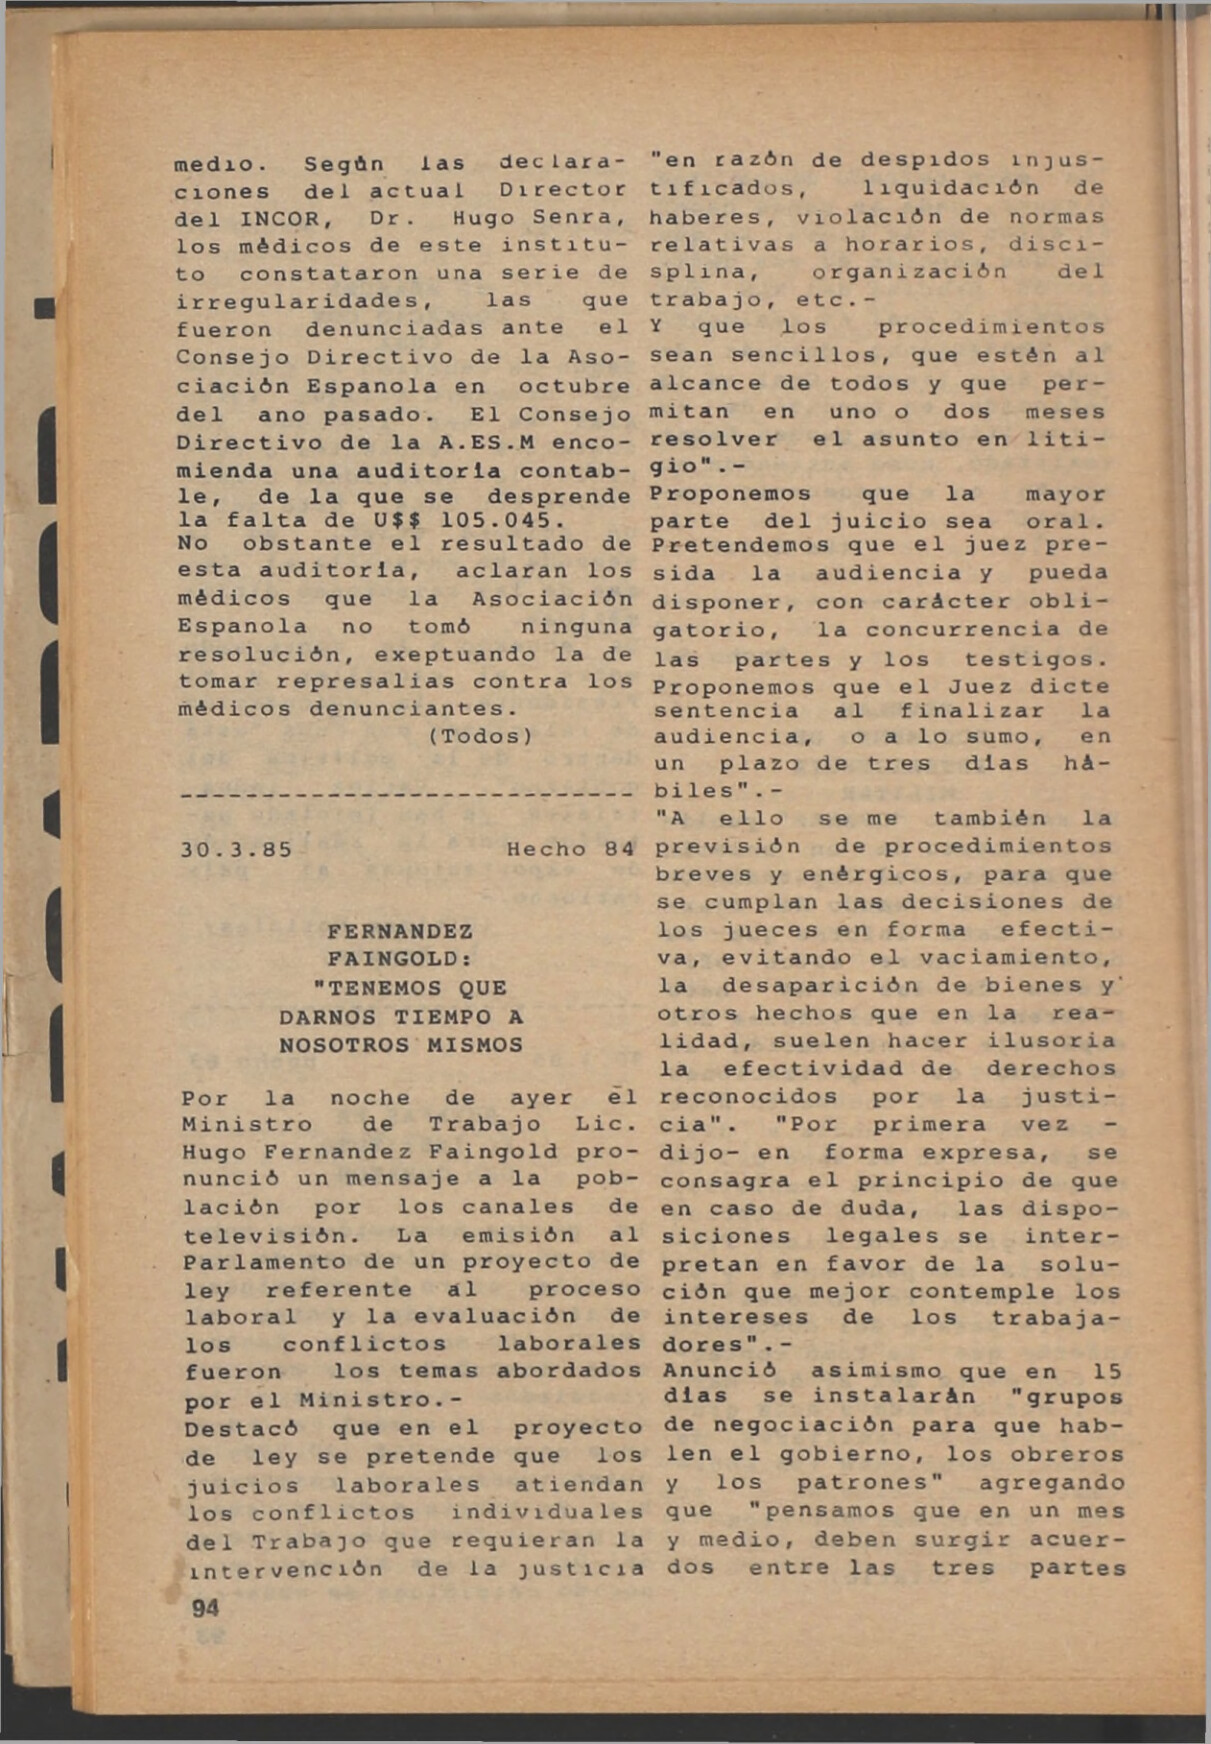 medio. Según las declara-
ciones del actual Director
del INCOR, Dr. Hugo Senra,
los médicos de este institu-
to constataron una serie de
irregularidades, las que
fueron denunciadas ante el
Consejo Directivo de la Aso-
ciación Espanola en octubre
del ano pasado. El Consejo
Directivo de la A.ES.M enco-
mienda una auditoría contab-
le, de la que se desprende
la falta de U$$ 105.045.
No obstante el resultado de
esta auditoría, aclaran los
médicos que la Asociación
Espanola no tomó ninguna
resolución, exeptuando la de
tomar represalias contra los
médicos denunciantes.
(Todos)
----------------------------
30.3.85 Hecho 84
FERNANDEZ
FAINGOLD:
"TENEMOS QUE
DARNOS TIEMPO A
NOSOTROS MISMOS
Por la noche de ayer el
Ministro de Trabajo Lic.
Hugo Fernandez Faingold pro-
nunció un mensaje a la pob-
lación por los canales de
televisión. La emisión al
Parlamento de un proyecto de
ley referente al proceso
laboral y la evaluación de
los conflictos laborales
fueron los temas abordados
por el Ministro.-
Destacó que en el proyecto
de ley se pretende que los
juicios laborales atiendan
los conflictos individuales
del Trabajo que requieran la
intervención de la justicia
"en razón de despidos injus-
tificados, liquidación de
haberes, violación de normas
relativas a horarios, disci-
splina, organización del
trabajo, etc.-
Y que los procedimientos
sean sencillos, que estén al
alcance de todos y que per-
mitan en uno o dos meses
resolver el asunto en liti-
gio".-
Proponemos que la mayor
parte del juicio sea oral.
Pretendemos que el juez pre-
sida la audiencia y pueda
disponer, con carácter obli-
gatorio, la concurrencia de
las partes y los testigos.
Proponemos que el Juez dicte
sentencia al finalizar la
audiencia, o a lo sumo, en
un plazo de tres días há-
biles".-
"A ello se me también la
previsión de procedimientos
breves y enérgicos, para que
se cumplan las decisiones de
los jueces en forma efecti-
va, evitando el vaciamiento,
la desaparición de bienes y
otros hechos que en la rea-
lidad, suelen hacer ilusoria
la efectividad de derechos
reconocidos por la justi-
cia". "Por primera vez -
dijo- en forma expresa, se
consagra el principio de que
en caso de duda, las dispo-
siciones legales se inter-
pretan en favor de la solu-
ción que mejor contemple los
intereses de los trabaja-
dores".-
Anunció asimismo que en 15
días se instalarán "grupos
de negociación para que hab-
len el gobierno, los obreros
y los patrones" agregando
que "pensamos que en un mes
y medio, deben surgir acuer-
dos entre las tres partes
94